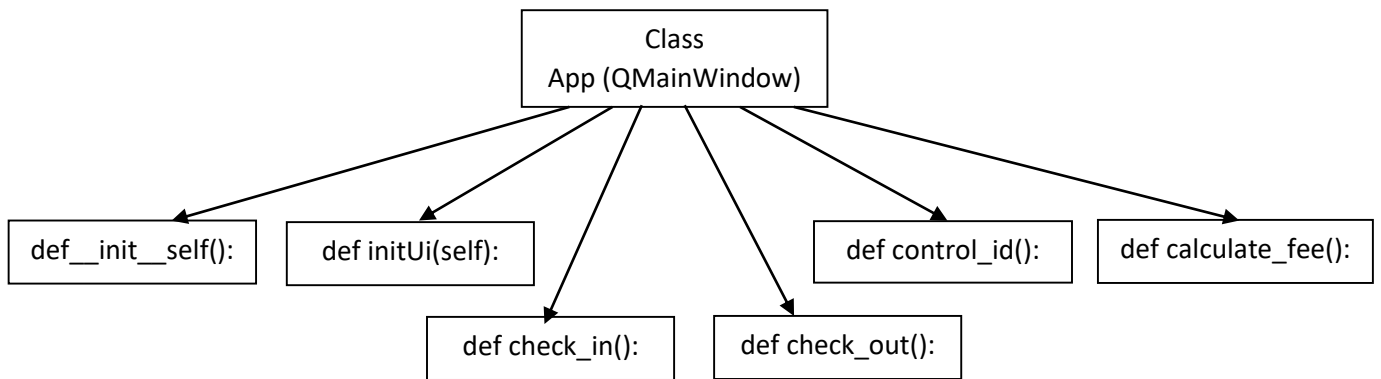 Class
App (QMainWindow)
def__init__self():
def initUi(self):
def control_id():
def calculate_fee():
def check_in():
def check_out():